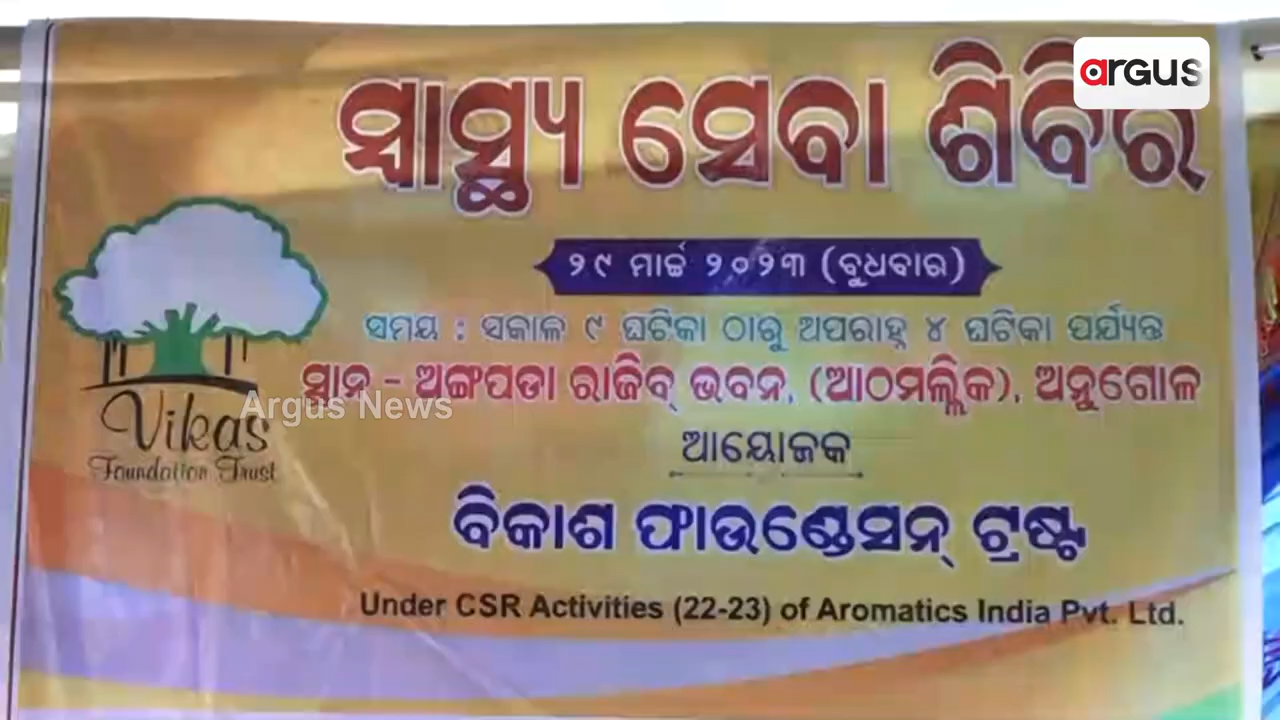 argus
ସ୍ୱାସ୍ଥ୍ୟ ସେବା ଶିବିର
୨୯ ମାର୍ଚ୍ଚ ୨୦୨୩ (ବୁଧବାର)
ସମୟ : ସକାଳ ୯ ଘଟିକା ଠାରୁ ଅପରାହ୍ନ ୪ ଘଟିକା ପର୍ଯ୍ୟନ୍ତ
ସ୍ଥାନ - ଅଙ୍ଗପଡା ରାଜିବ୍ ଭବନ, (ଆଠମଲ୍ଲିକ), ଅନୁଗୋଳ
Argus News
Vikas
Foundation Trust
ଆୟୋଜକ
ବିକାଶ ଫାଉଣ୍ଡେସନ୍ ଟ୍ରଷ୍ଟ
Under CSR Activities (22-23) of Aromatics India Pvt. Ltd.